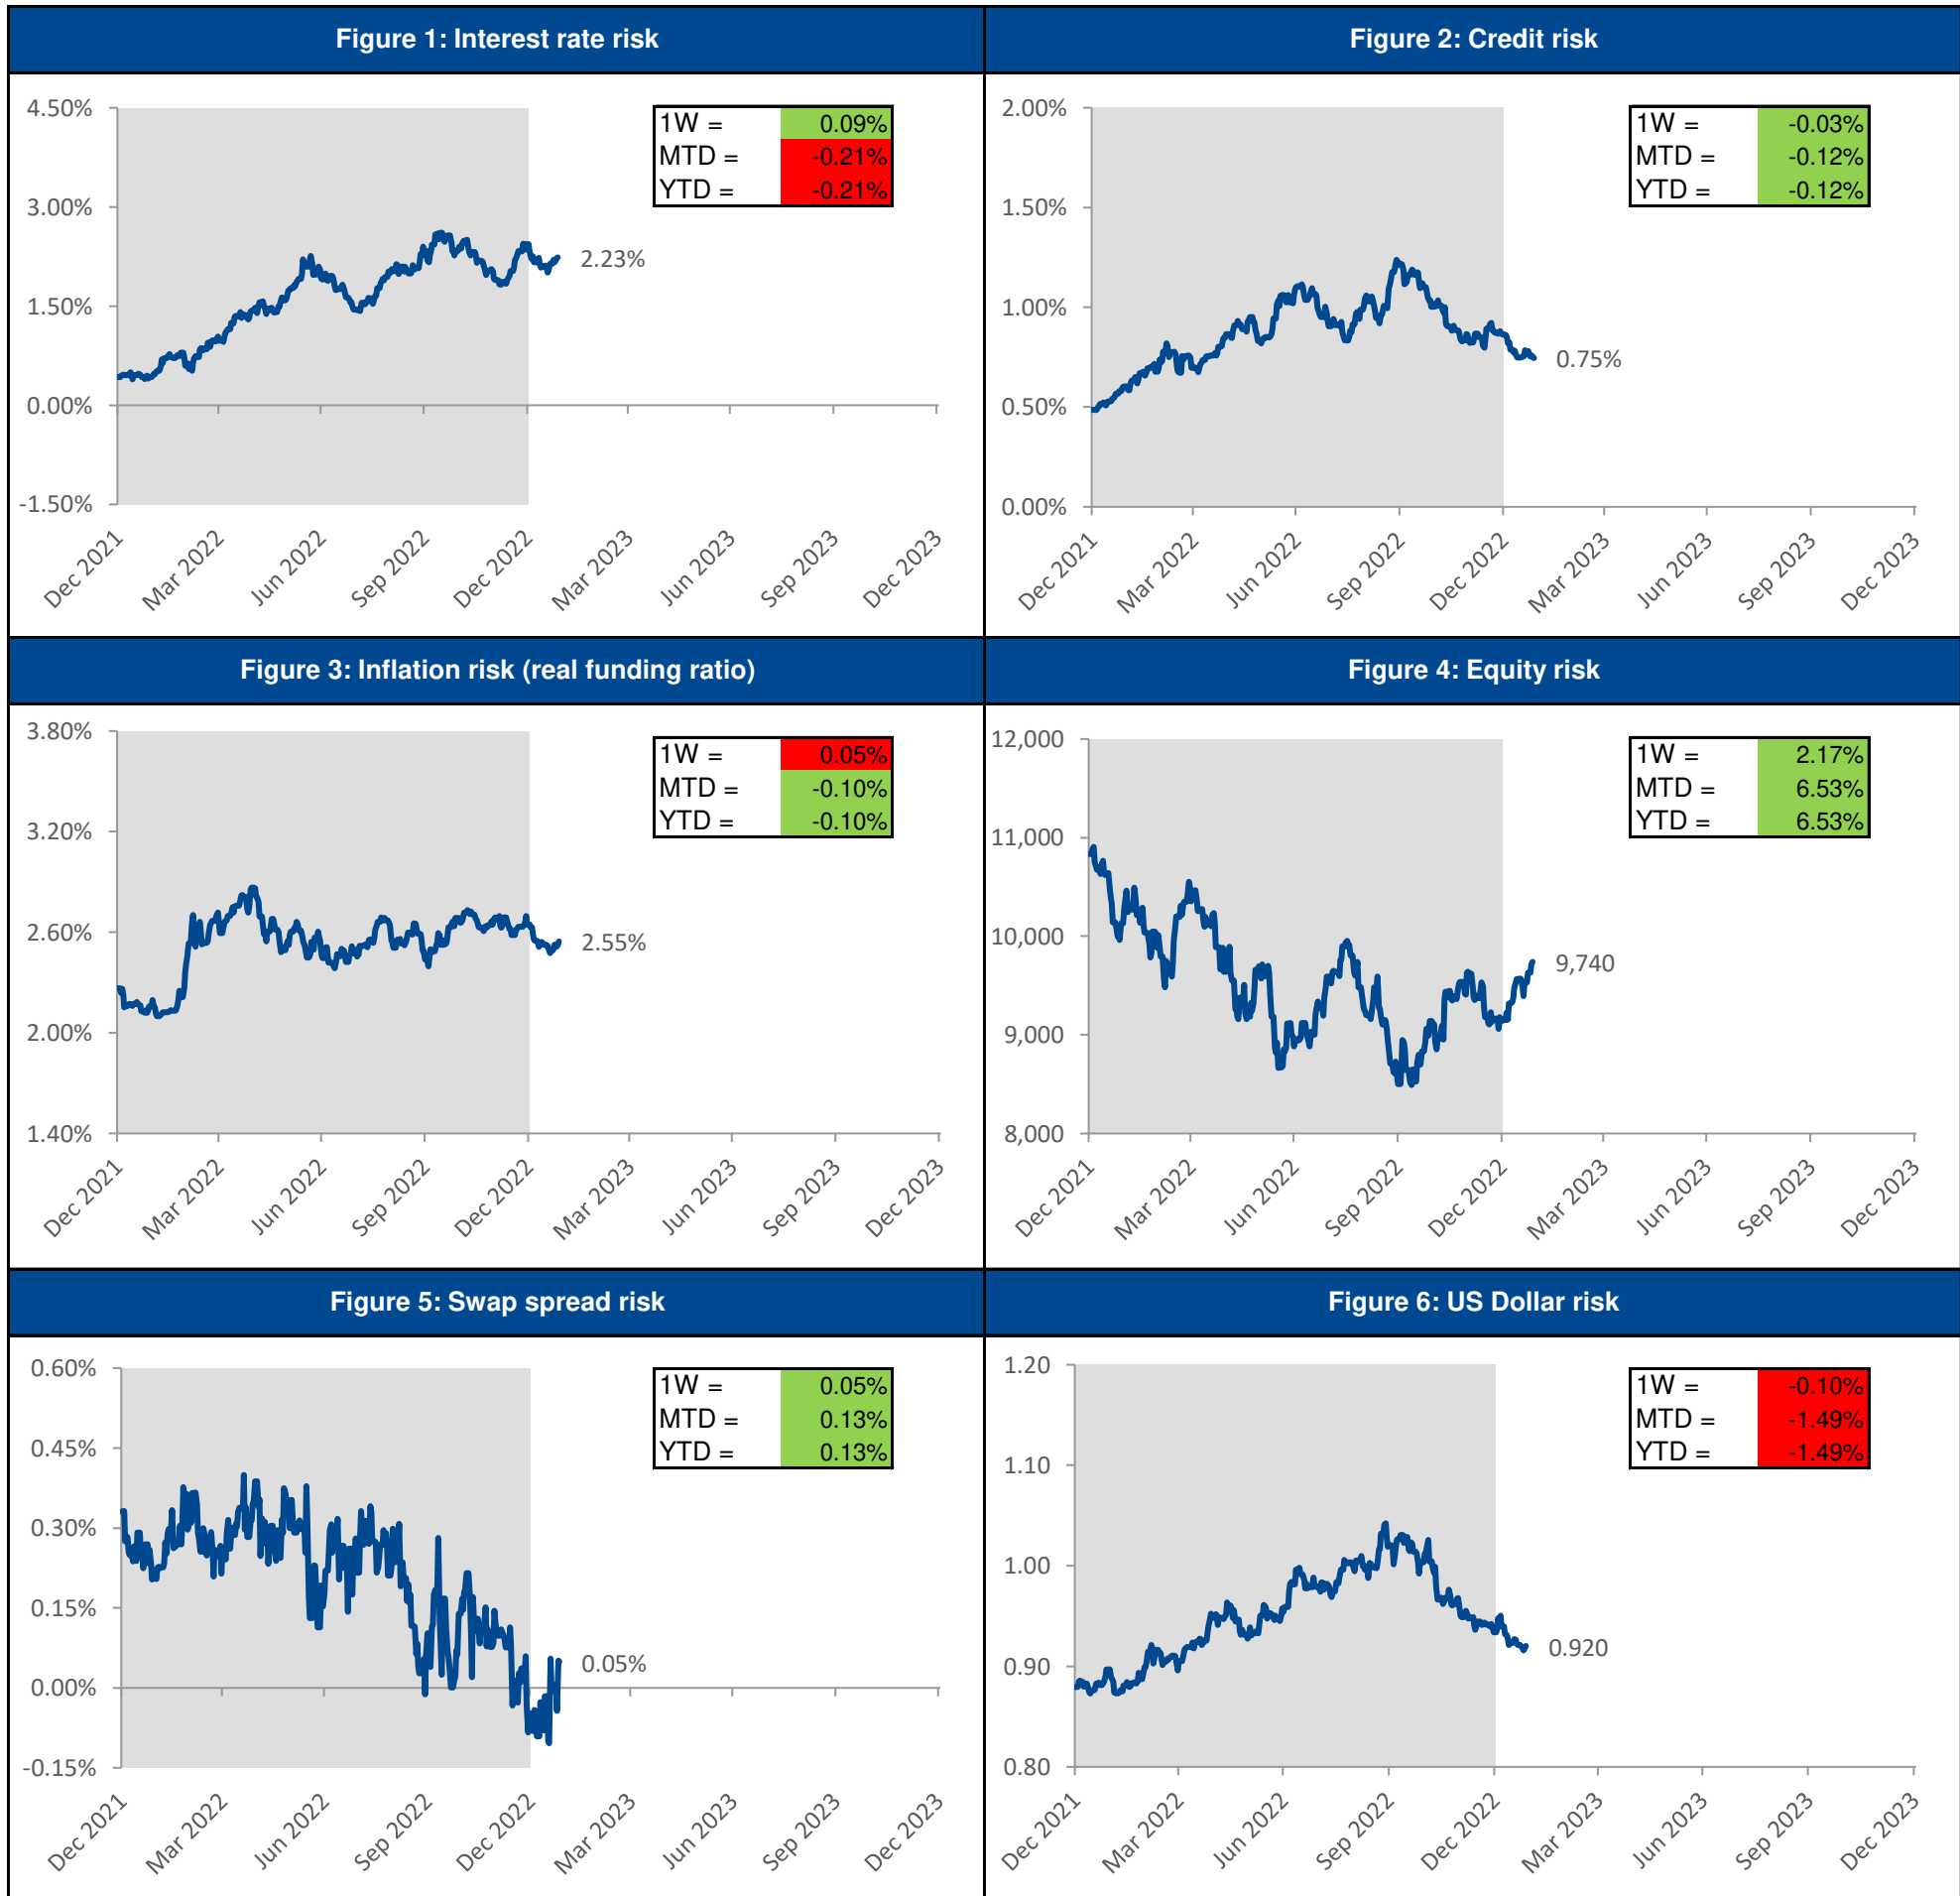 Figure 1: Interest rate risk
4.50%
3.00%
1.50%
0.00%
-1.50%
1W = 0.09%
MTD = -0.21%
YTD = -0.21%
2.23%
Dec 2021 Mar 2022 Jun 2022 Sep 2022 Dec 2022 Mar 2023 Jun 2023 Sep 2023 Dec 2023
Figure 2: Credit risk
2.00%
1.50%
1.00%
0.50%
0.00%
1W = -0.03%
MTD = -0.12%
YTD = -0.12%
0.75%
Dec 2021 Mar 2022 Jun 2022 Sep 2022 Dec 2022 Mar 2023 Jun 2023 Sep 2023 Dec 2023
Figure 3: Inflation risk (real funding ratio)
3.80%
3.20%
2.60%
2.00%
1.40%
1W = 0.05%
MTD = -0.10%
YTD = -0.10%
2.55%
Dec 2021 Mar 2022 Jun 2022 Sep 2022 Dec 2022 Mar 2023 Jun 2023 Sep 2023 Dec 2023
Figure 4: Equity risk
12,000
11,000
10,000
9,000
8,000
1W = 2.17%
MTD = 6.53%
YTD = 6.53%
9,740
Dec 2021 Mar 2022 Jun 2022 Sep 2022 Dec 2022 Mar 2023 Jun 2023 Sep 2023 Dec 2023
Figure 5: Swap spread risk
0.60%
0.45%
0.30%
0.15%
0.00%
-0.15%
1W = 0.05%
MTD = 0.13%
YTD = 0.13%
0.05%
Dec 2021 Mar 2022 Jun 2022 Sep 2022 Dec 2022 Mar 2023 Jun 2023 Sep 2023 Dec 2023
Figure 6: US Dollar risk
1.20
1.10
1.00
0.90
0.80
1W = -0.10%
MTD = -1.49%
YTD = -1.49%
0.920
Dec 2021 Mar 2022 Jun 2022 Sep 2022 Dec 2022 Mar 2023 Jun 2023 Sep 2023 Dec 2023